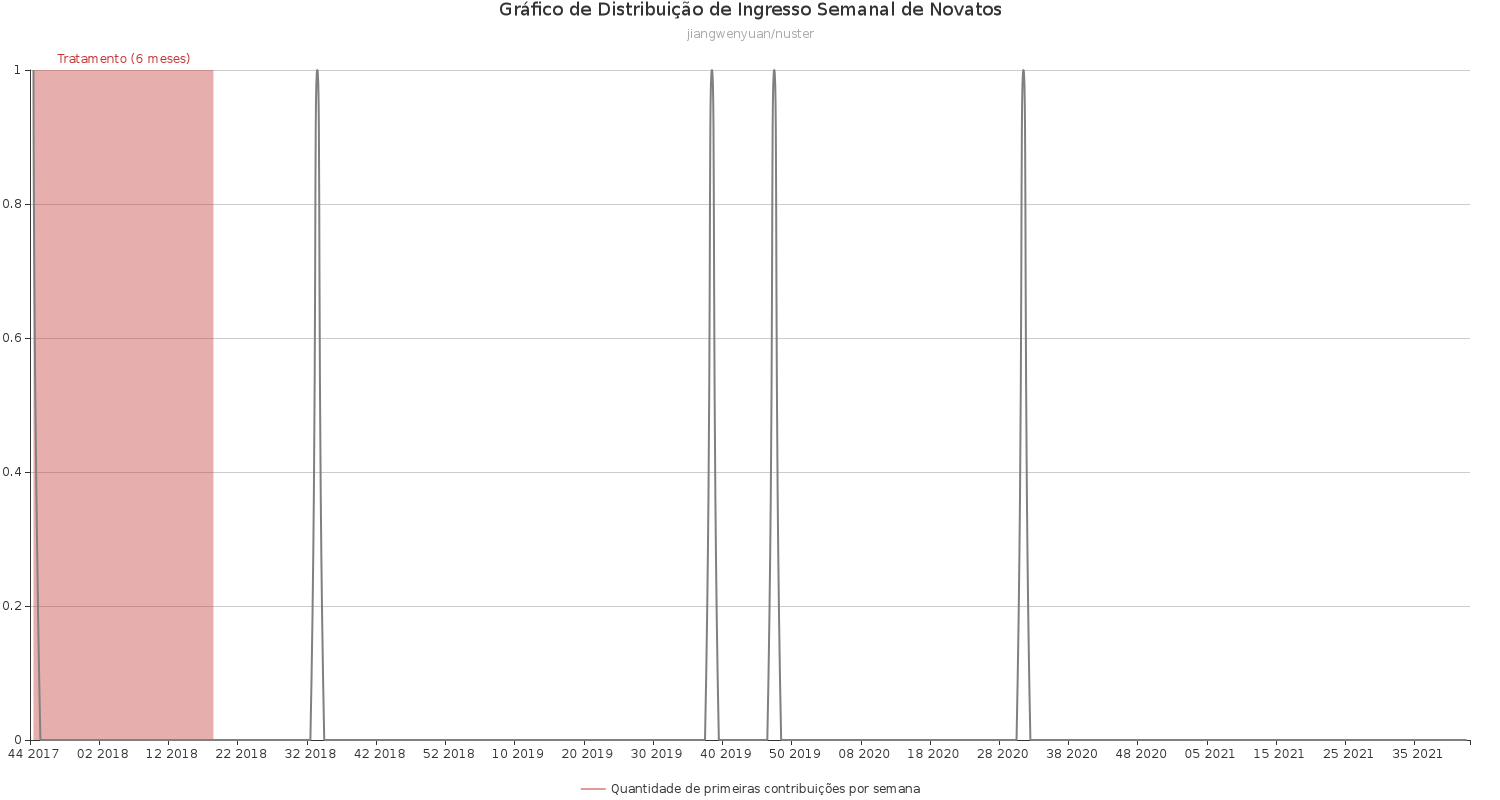 Gráfico de Distribuição de Ingresso Semanal de Novatos
jiangwenyuan/nuster
Tratamento (6 meses)
1
0.8
0.6
0.4
0.2
0
44 2017 02 2018 12 2018 22 2018 32 2018 42 2018 52 2018 10 2019 20 2019 30 2019 40 2019 50 2019 08 2020 18 2020 28 2020 38 2020 48 2020 05 2021 15 2021 25 2021 35 2021
Quantidade de primeiras contribuições por semana